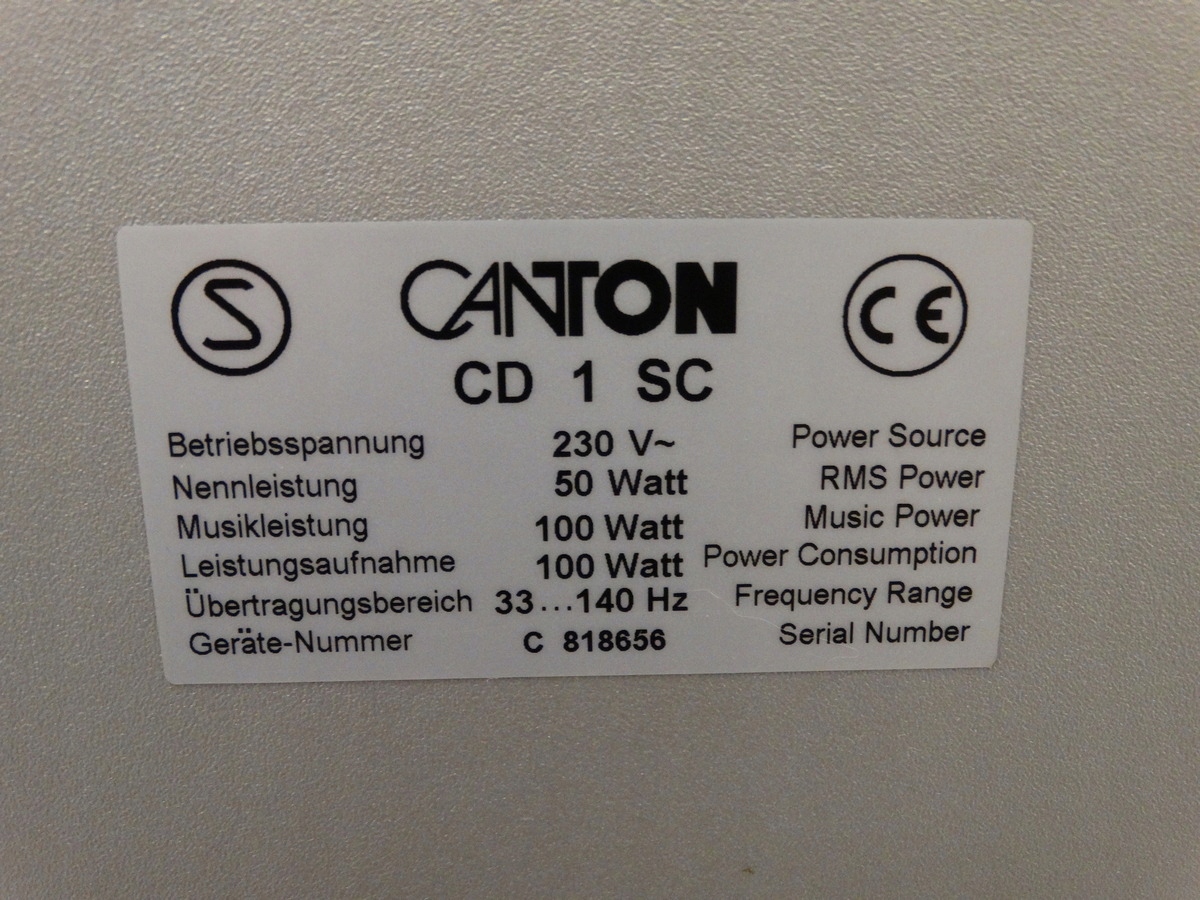 S CANTON CE
CD 1 SC
Betriebsspannung 230 V~ Power Source
Nennleistung 50 Watt RMS Power
Musikleistung 100 Watt Music Power
Leistungsaufnahme 100 Watt Power Consumption
Übertragungsbereich 33...140 Hz Frequency Range
Geräte-Nummer C 818656 Serial Number